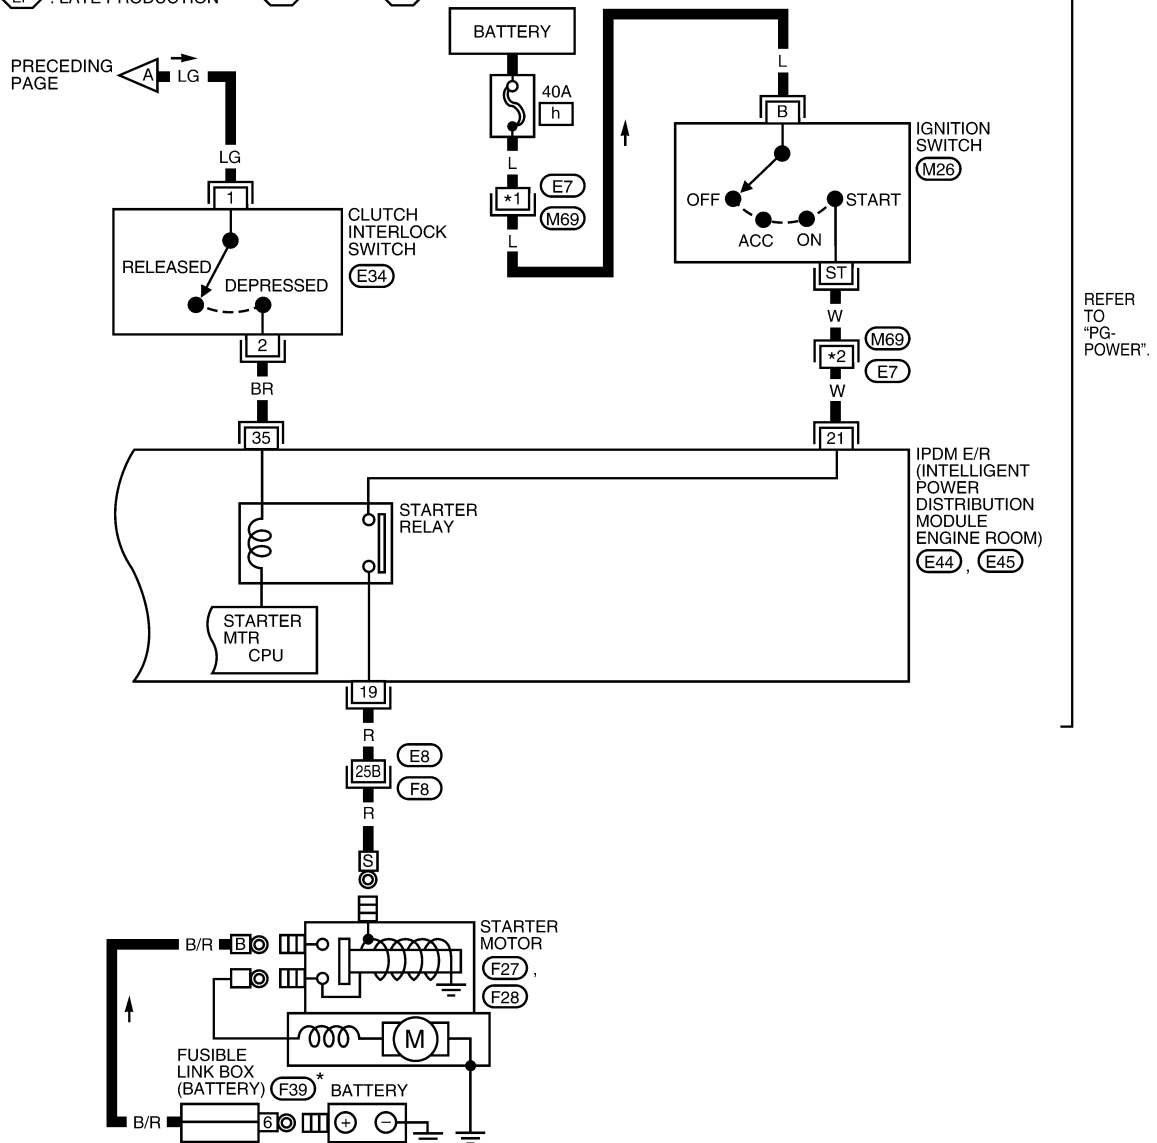 : LATE PRODUCTION
BATTERY
PRECEDING
PAGE
A
LG
40A
h
L
B
IGNITION
SWITCH
M26
LG
L
E7
*1
M69
OFF
START
ACC
ON
1
CLUTCH
INTERLOCK
SWITCH
E34
RELEASED
DEPRESSED
L
ST
W
REFER
TO
“PG-
POWER”.
2
M69
*2
E7
BR
W
35
21
IPDM E/R
(INTELLIGENT
POWER
DISTRIBUTION
MODULE
ENGINE ROOM)
E44 , E45
STARTER
RELAY
STARTER
MTR
CPU
19
R
E8
25B
F8
R
S
STARTER
MOTOR
F27 ,
F28
B/R
B
M
FUSIBLE
LINK BOX
(BATTERY)
F39 *
BATTERY
B/R
6
+
−